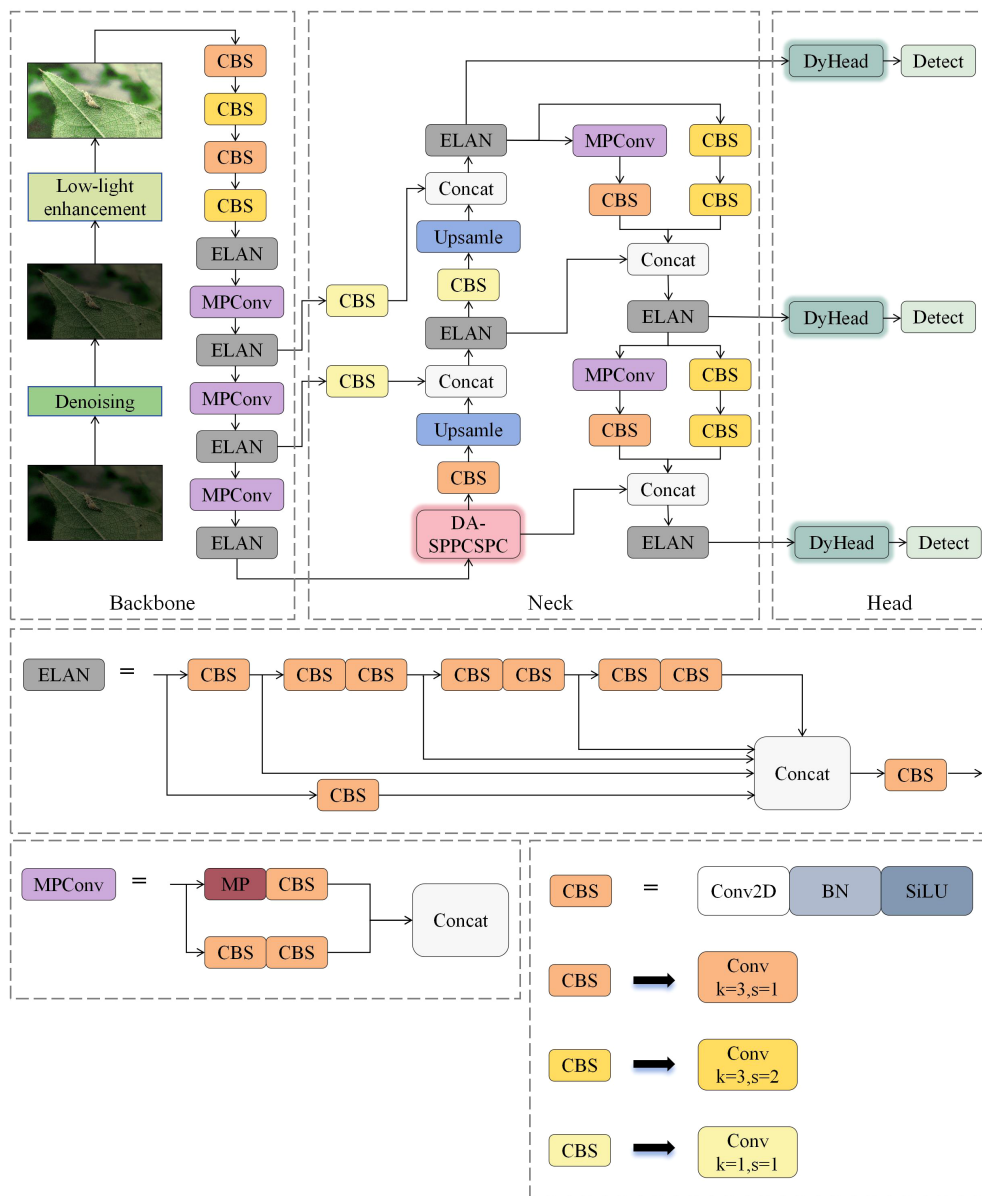 CBS
CBS
CBS
CBS
ELAN
MPConv
ELAN
MPConv
ELAN
MPConv
ELAN
Low-light
enhancement
Denoising
Backbone
CBS
CBS
ELAN
Concat
Upsamle
CBS
ELAN
Concat
Upsamle
CBS
DA-
SPPCSPC
MPConv
CBS
CBS
CBS
Concat
ELAN
MPConv
CBS
CBS
CBS
Concat
ELAN
Neck
DyHead
Detect
DyHead
Detect
DyHead
Detect
Head
ELAN
=
CBS
CBS
CBS
CBS
CBS
CBS
CBS
CBS
Concat
CBS
MPConv
=
MP
CBS
CBS
CBS
Concat
CBS
=
Conv2D
BN
SiLU
CBS
Conv
k=3,s=1
CBS
Conv
k=3,s=2
CBS
Conv
k=1,s=1